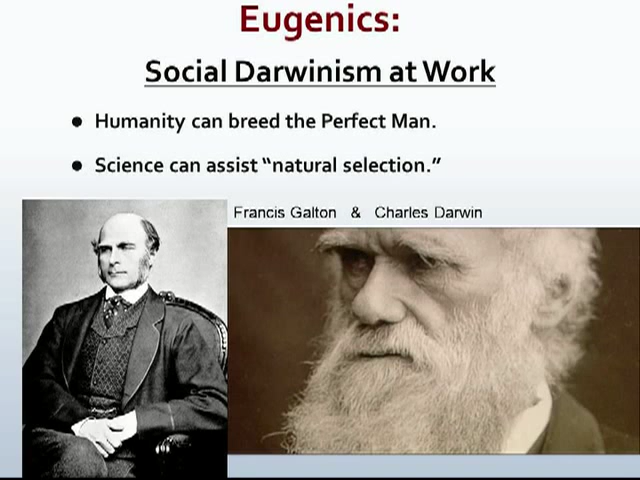 Eugenics:
Social Darwinism at Work
● Humanity can breed the Perfect Man.
● Science can assist “natural selection.”
Francis Galton & Charles Darwin